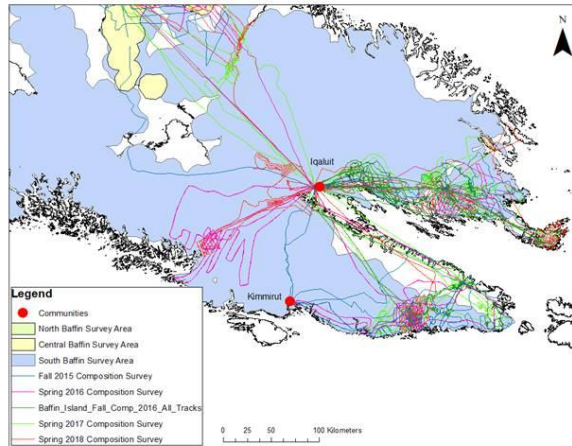 N
Iqaluit
Kimmirut
Legend
Communities
North Baffin Survey Area
Central Baffin Survey Area
South Baffin Survey Area
Fall 2015 Composition Survey
Spring 2016 Composition Survey
Baffin_Island_Fall_Comp_2016_All_Tracks
Spring 2017 Composition Survey
Spring 2018 Composition Survey
0 25 50 100 Kilometers